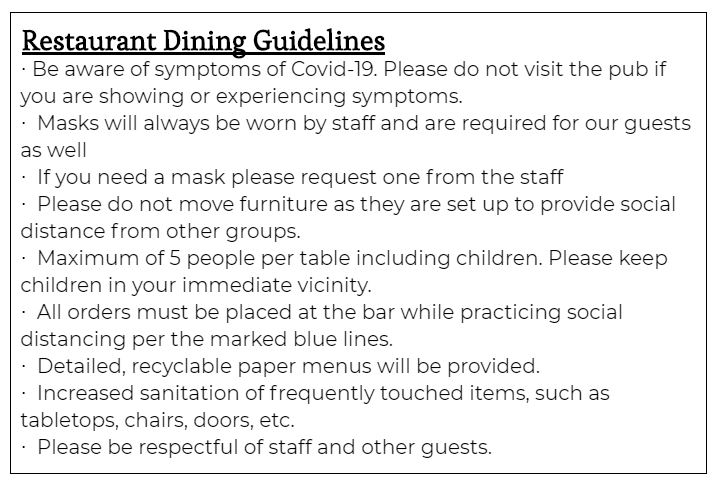 Restaurant Dining Guidelines
· Be aware of symptoms of Covid-19. Please do not visit the pub if
you are showing or experiencing symptoms.
· Masks will always be worn by staff and are required for our guests
as well
· If you need a mask please request one from the staff
· Please do not move furniture as they are set up to provide social
distance from other groups.
· Maximum of 5 people per table including children. Please keep
children in your immediate vicinity.
· All orders must be placed at the bar while practicing social
distancing per the marked blue lines.
· Detailed, recyclable paper menus will be provided.
· Increased sanitation of frequently touched items, such as
tabletops, chairs, doors, etc.
· Please be respectful of staff and other guests.